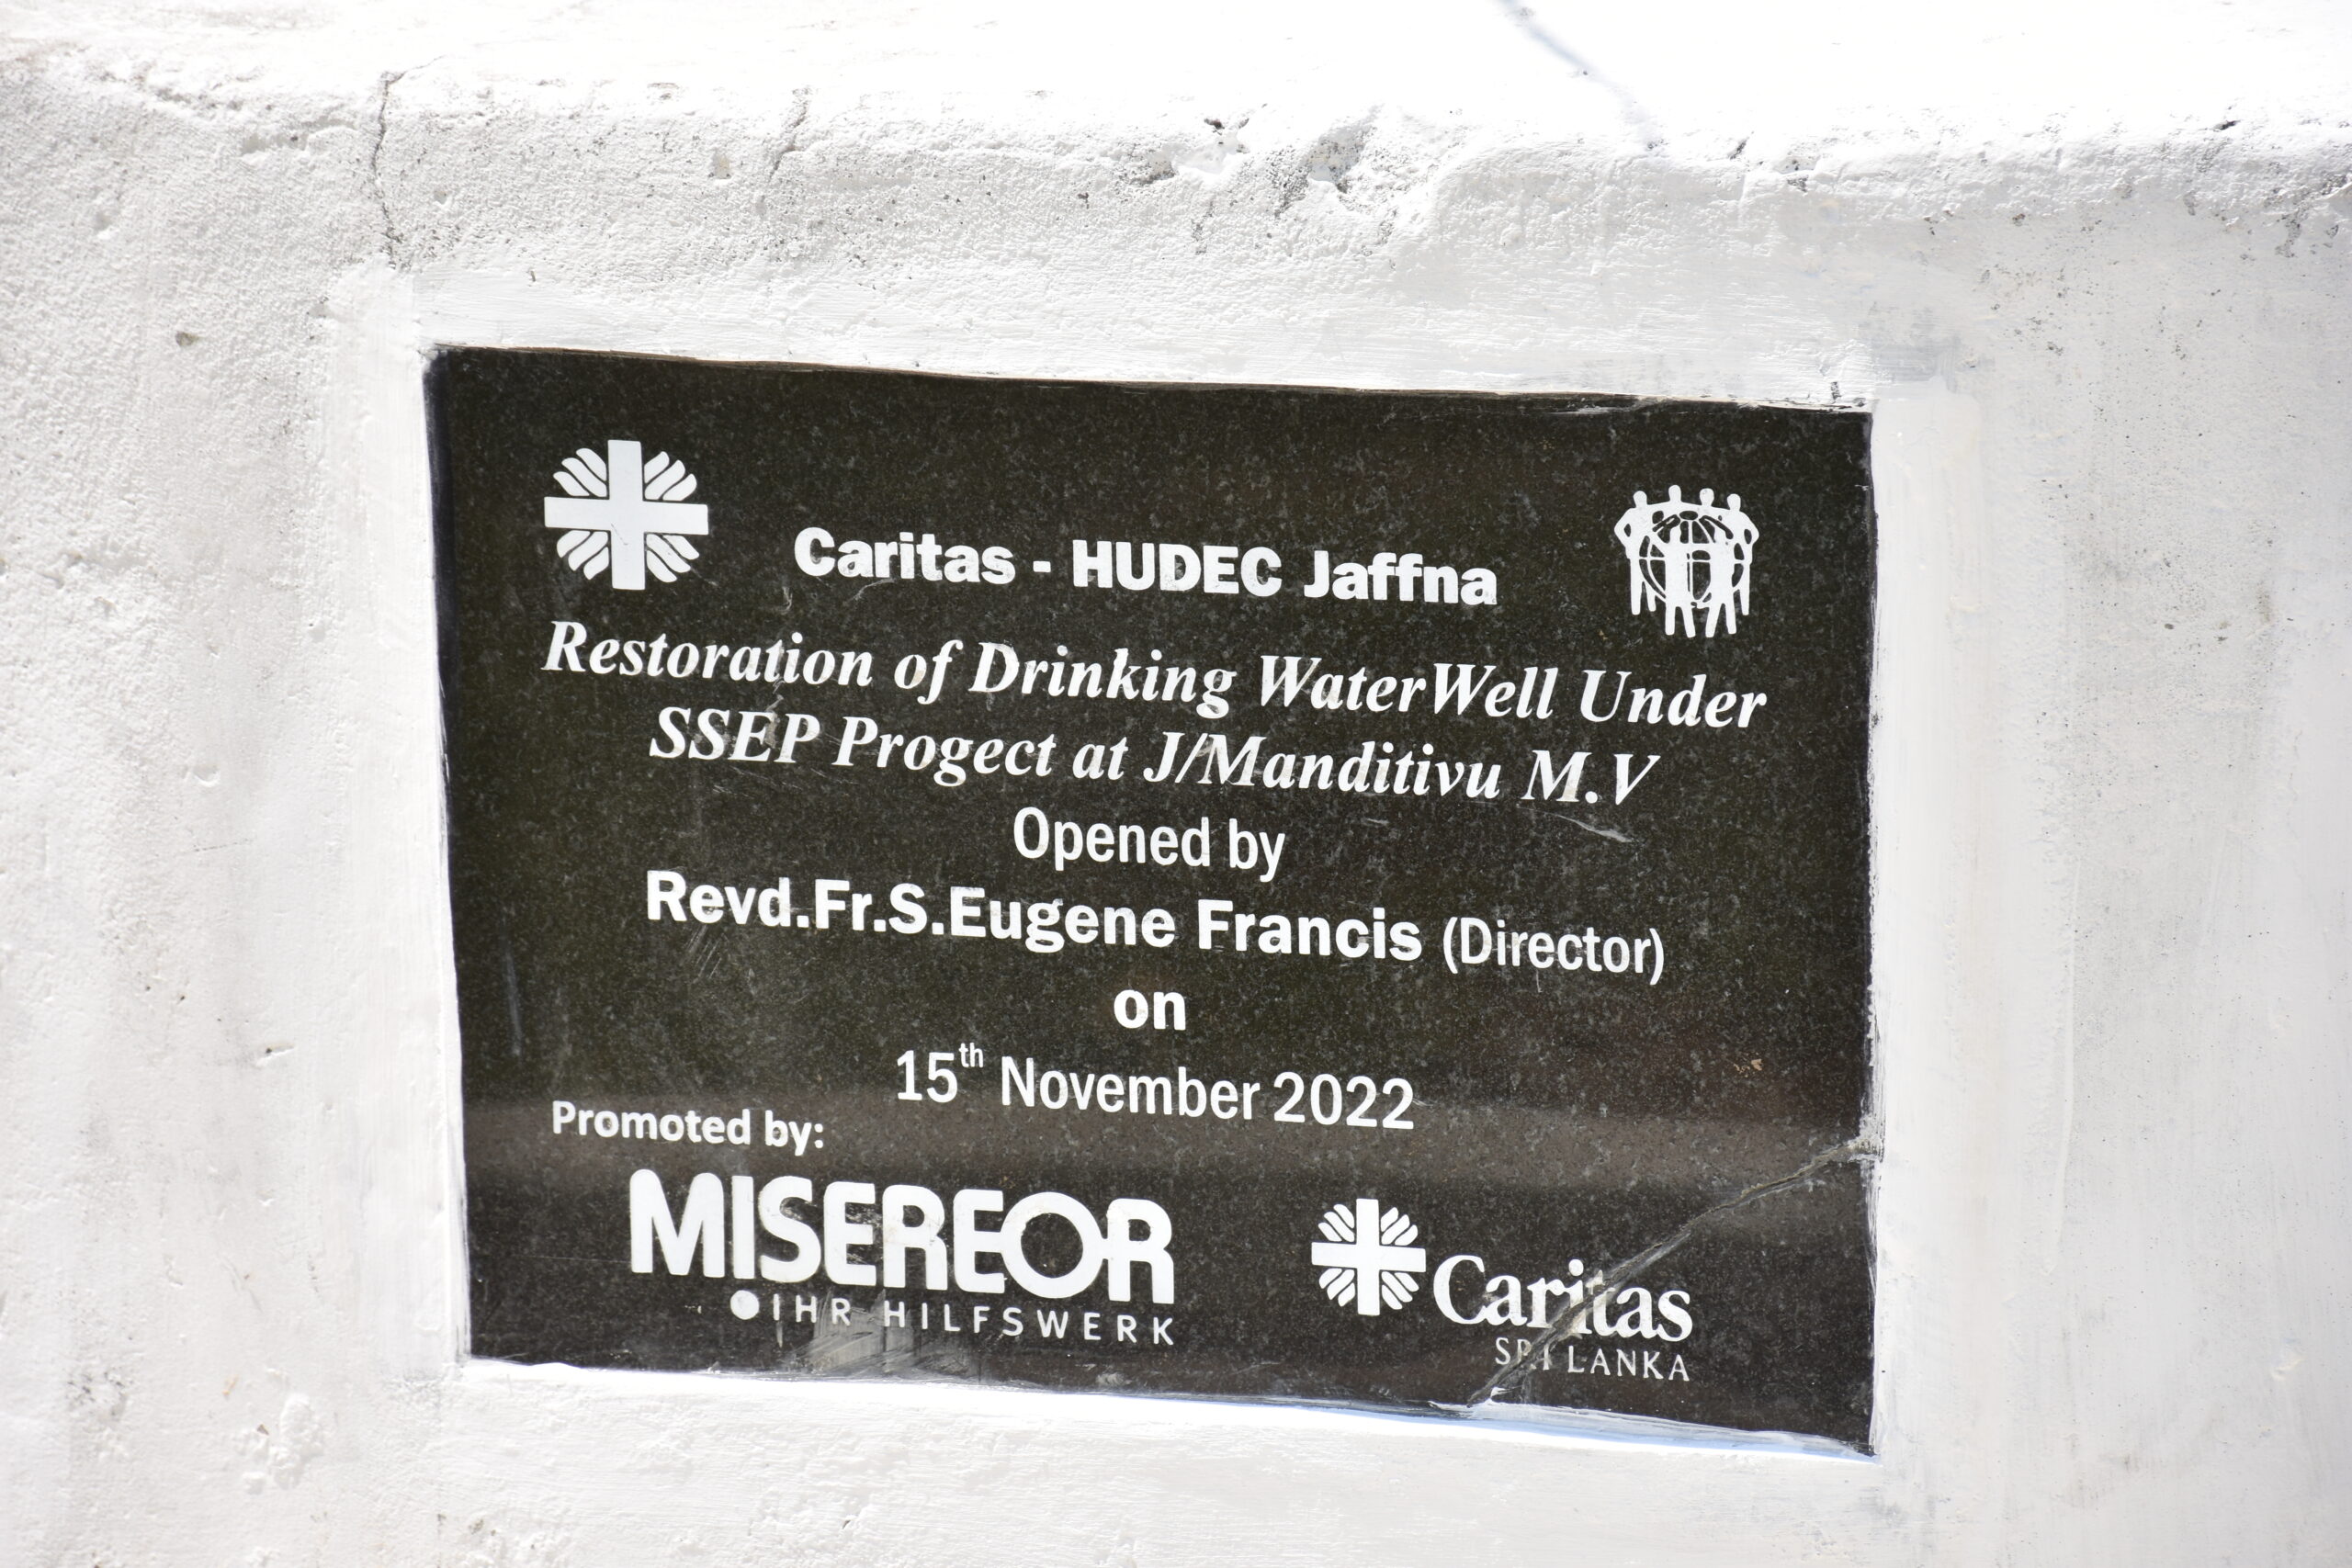 Caritas - HUDEC Jaffna
Restoration of Drinking WaterWell Under
SSEP Progect at J/Manditivu M.V
Opened by
Revd.Fr.S.Eugene Francis (Director)
on
15th November 2022
Promoted by:
MISEREOR
IHR HILFSWERK
Caritas
SRI LANKA